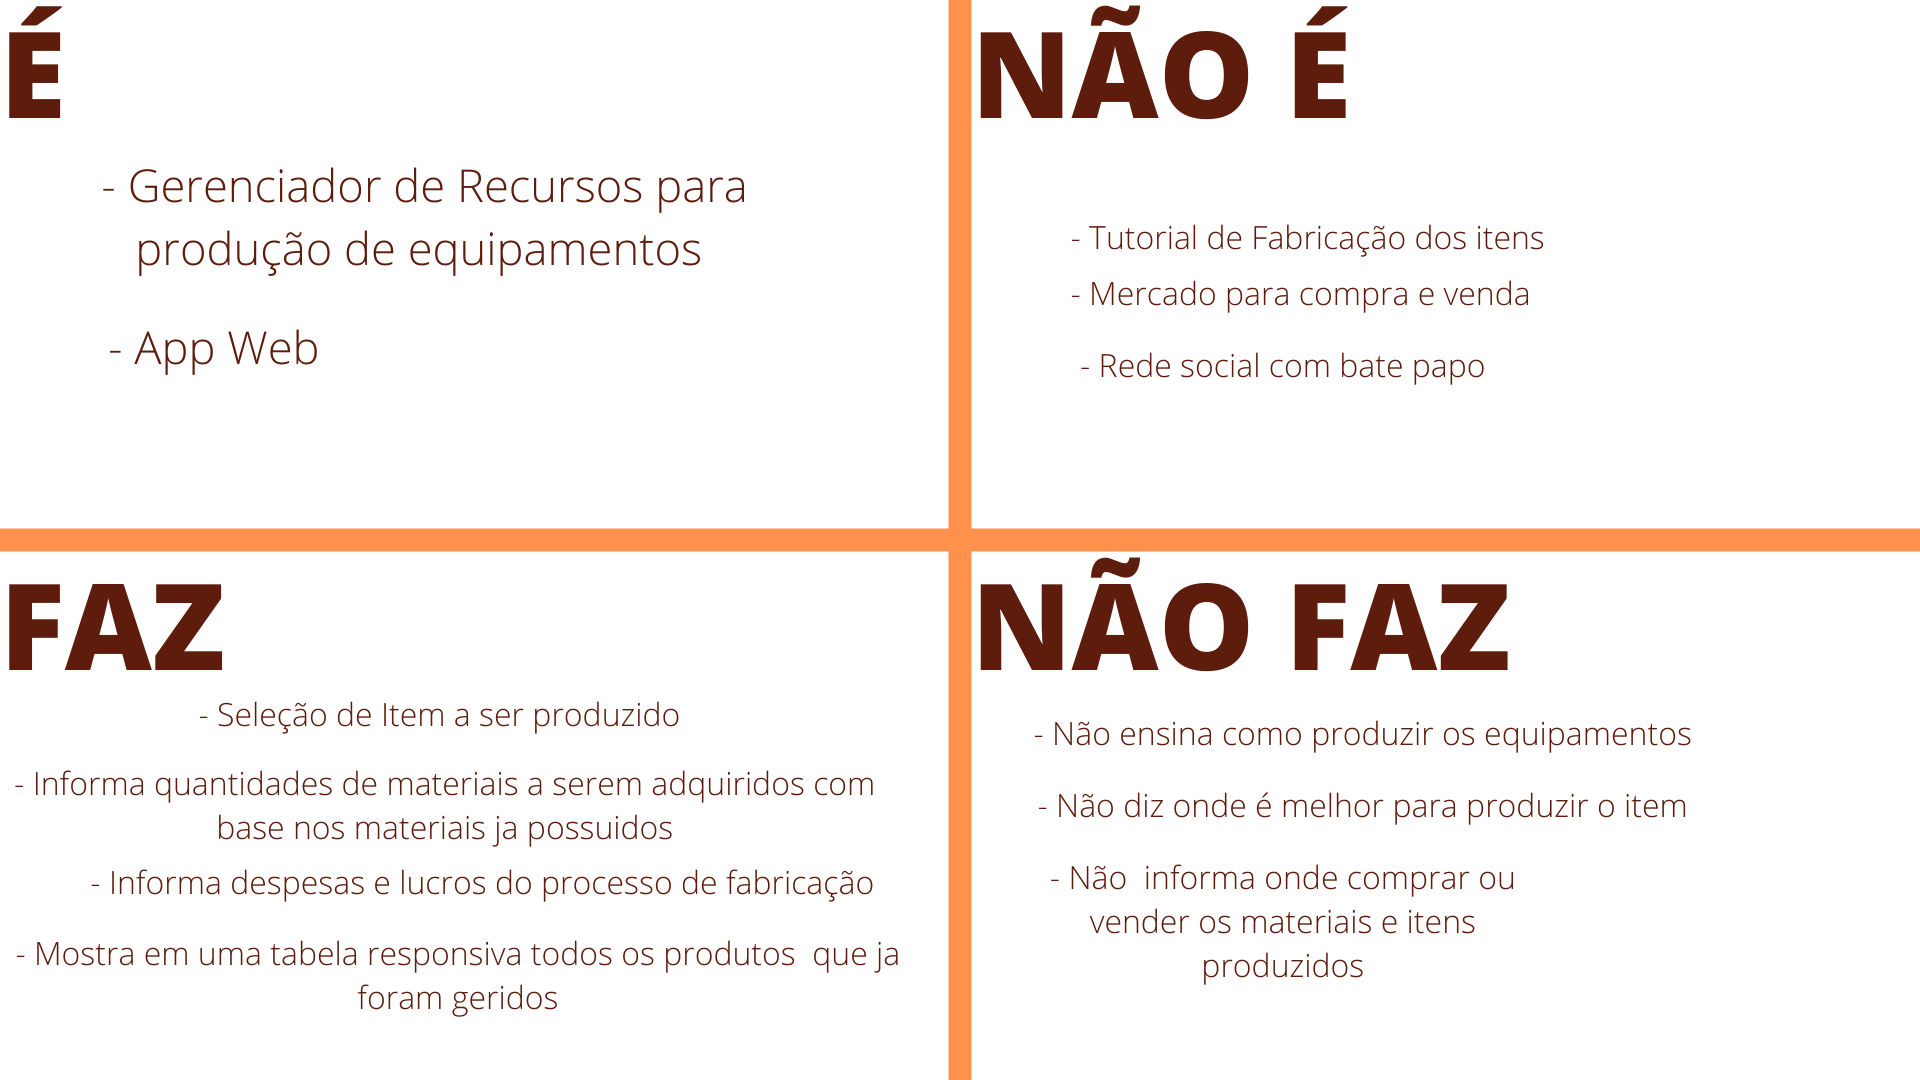 É
- Gerenciador de Recursos para
produção de equipamentos
- App Web
NÃO É
- Tutorial de Fabricação dos itens
- Mercado para compra e venda
- Rede social com bate papo
FAZ
- Seleção de Item a ser produzido
- Informa quantidades de materiais a serem adquiridos com
base nos materiais ja possuidos
- Informa despesas e lucros do processo de fabricação
- Mostra em uma tabela responsiva todos os produtos  que ja
foram geridos
NÃO FAZ
- Não ensina como produzir os equipamentos
- Não diz onde é melhor para produzir o item
- Não  informa onde comprar ou
vender os materiais e itens
produzidos